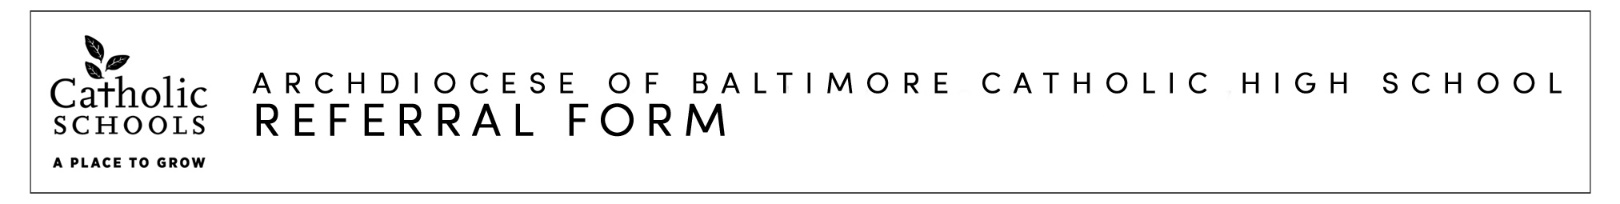 Catholic
SCHOOLS
A PLACE TO GROW
ARCHDIOCESE OF BALTIMORE CATHOLIC HIGH SCHOOL
REFERRAL FORM